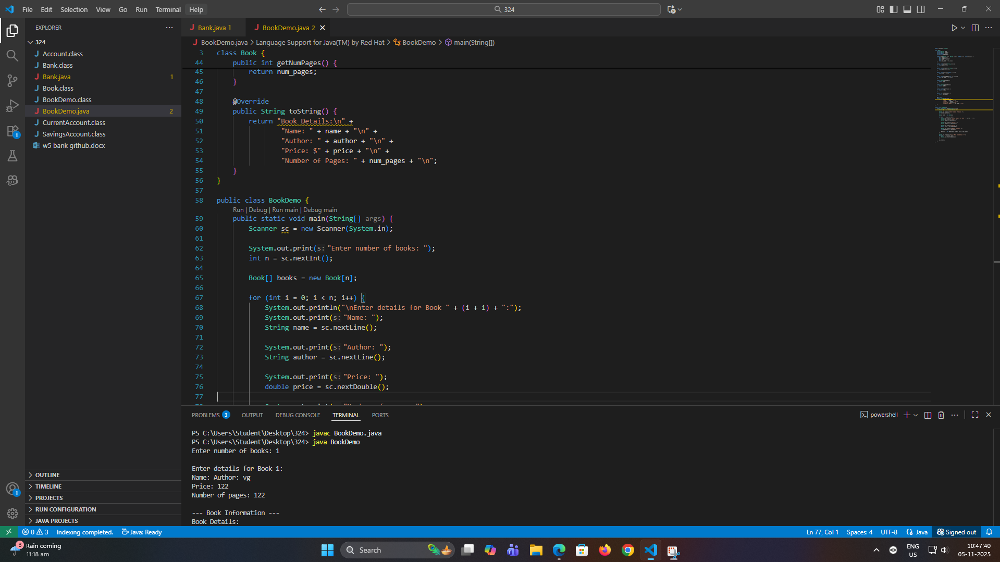 File Edit Selection View Go Run Terminal Help
324
EXPLORER
324
Account.class
Bank.class
Bank.java 1
Book.class
BookDemo.class
BookDemo.java 2
CurrentAccount.class
SavingsAccount.class
w5 bank github.docx
OUTLINE
TIMELINE
PROJECTS
RUN CONFIGURATION
JAVA PROJECTS
Bank.java 1 BookDemo.java 2
BookDemo.java > Language Support for Java(TM) by Red Hat > BookDemo > main(String[])
3 class Book {
44 public int getNumPages() {
45 return num_pages;
46 }
47
48 @Override
49 public String toString() {
50 return "Book Details:\n" +
51 "Name: " + name + "\n" +
52 "Author: " + author + "\n" +
53 "Price: $" + price + "\n" +
54 "Number of Pages: " + num_pages + "\n";
55 }
56 }
57
58 public class BookDemo {
Run | Debug | Run main | Debug main
59 public static void main(String[] args) {
60 Scanner sc = new Scanner(System.in);
61
62 System.out.print(s: "Enter number of books: ");
63 int n = sc.nextInt();
64
65 Book[] books = new Book[n];
66
67 for (int i = 0; i < n; i++) {
68 System.out.println("\nEnter details for Book " + (i + 1) + ":");
69 System.out.print(s: "Name: ");
70 String name = sc.nextLine();
71
72 System.out.print(s: "Author: ");
73 String author = sc.nextLine();
74
75 System.out.print(s: "Price: ");
76 double price = sc.nextDouble();
77
PROBLEMS 3 OUTPUT DEBUG CONSOLE TERMINAL PORTS
powershell
PS C:\Users\Student\Desktop\324> javac BookDemo.java
PS C:\Users\Student\Desktop\324> java BookDemo
Enter number of books: 1
Enter details for Book 1:
Name: Author: vg
Price: 122
Number of pages: 122
--- Book Information ---
Book Details:
0 3 Indexing completed. Java: Ready
Ln 77, Col 1 Spaces: 4 UTF-8 Java Signed out
3 Rain coming
11:18 am
Search
ENG
US
10:47:40
05-11-2025